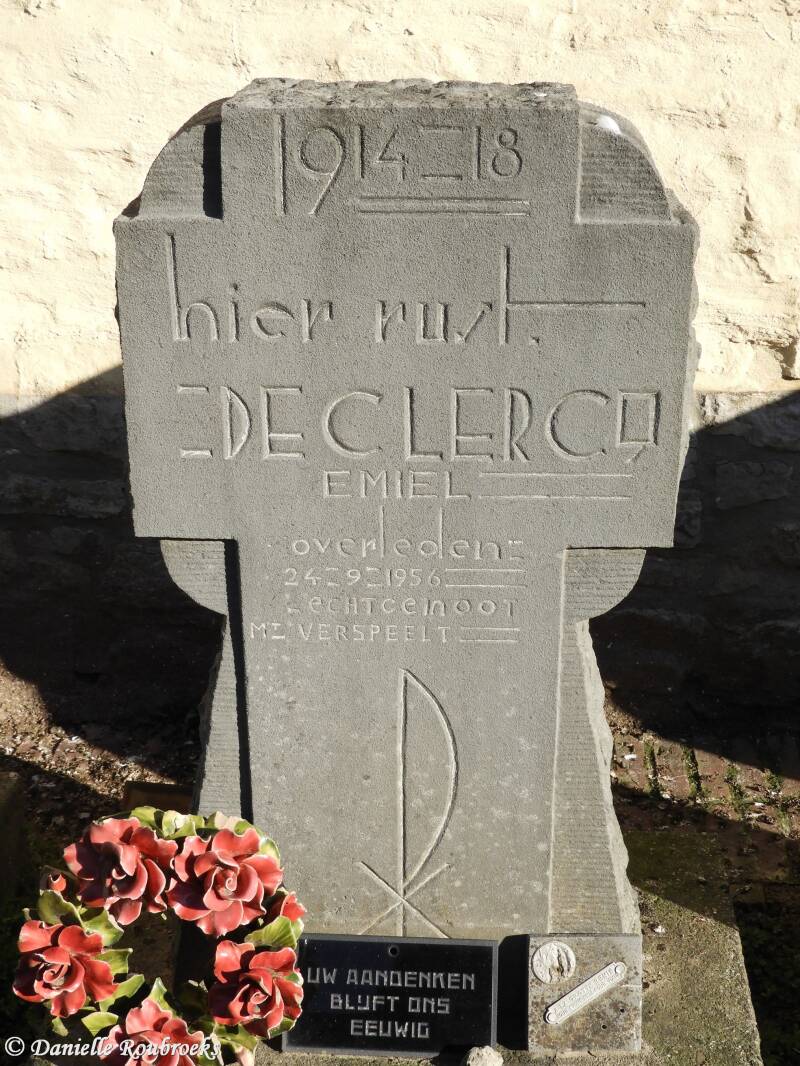 1914-18
hier rust.
DECLERCQ
EMIEL
overleden
24-9-1956
echtgenoot
Mⁱ VERSPEELT
UW AANDENKEN
BLIJFT ONS
EEUWIG
© Danielle Roubroeks